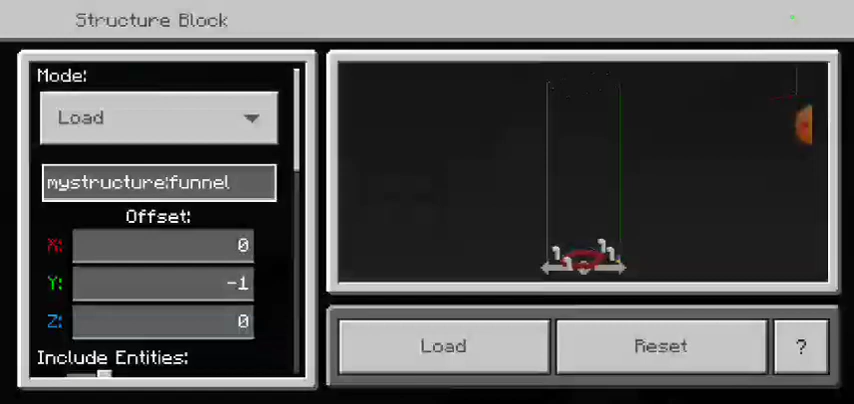 Structure Block
Mode:
Load
mystructure:funnel
Offset:
X: 0
Y: -1
Z: 0
Include Entities:
Load
Reset
?